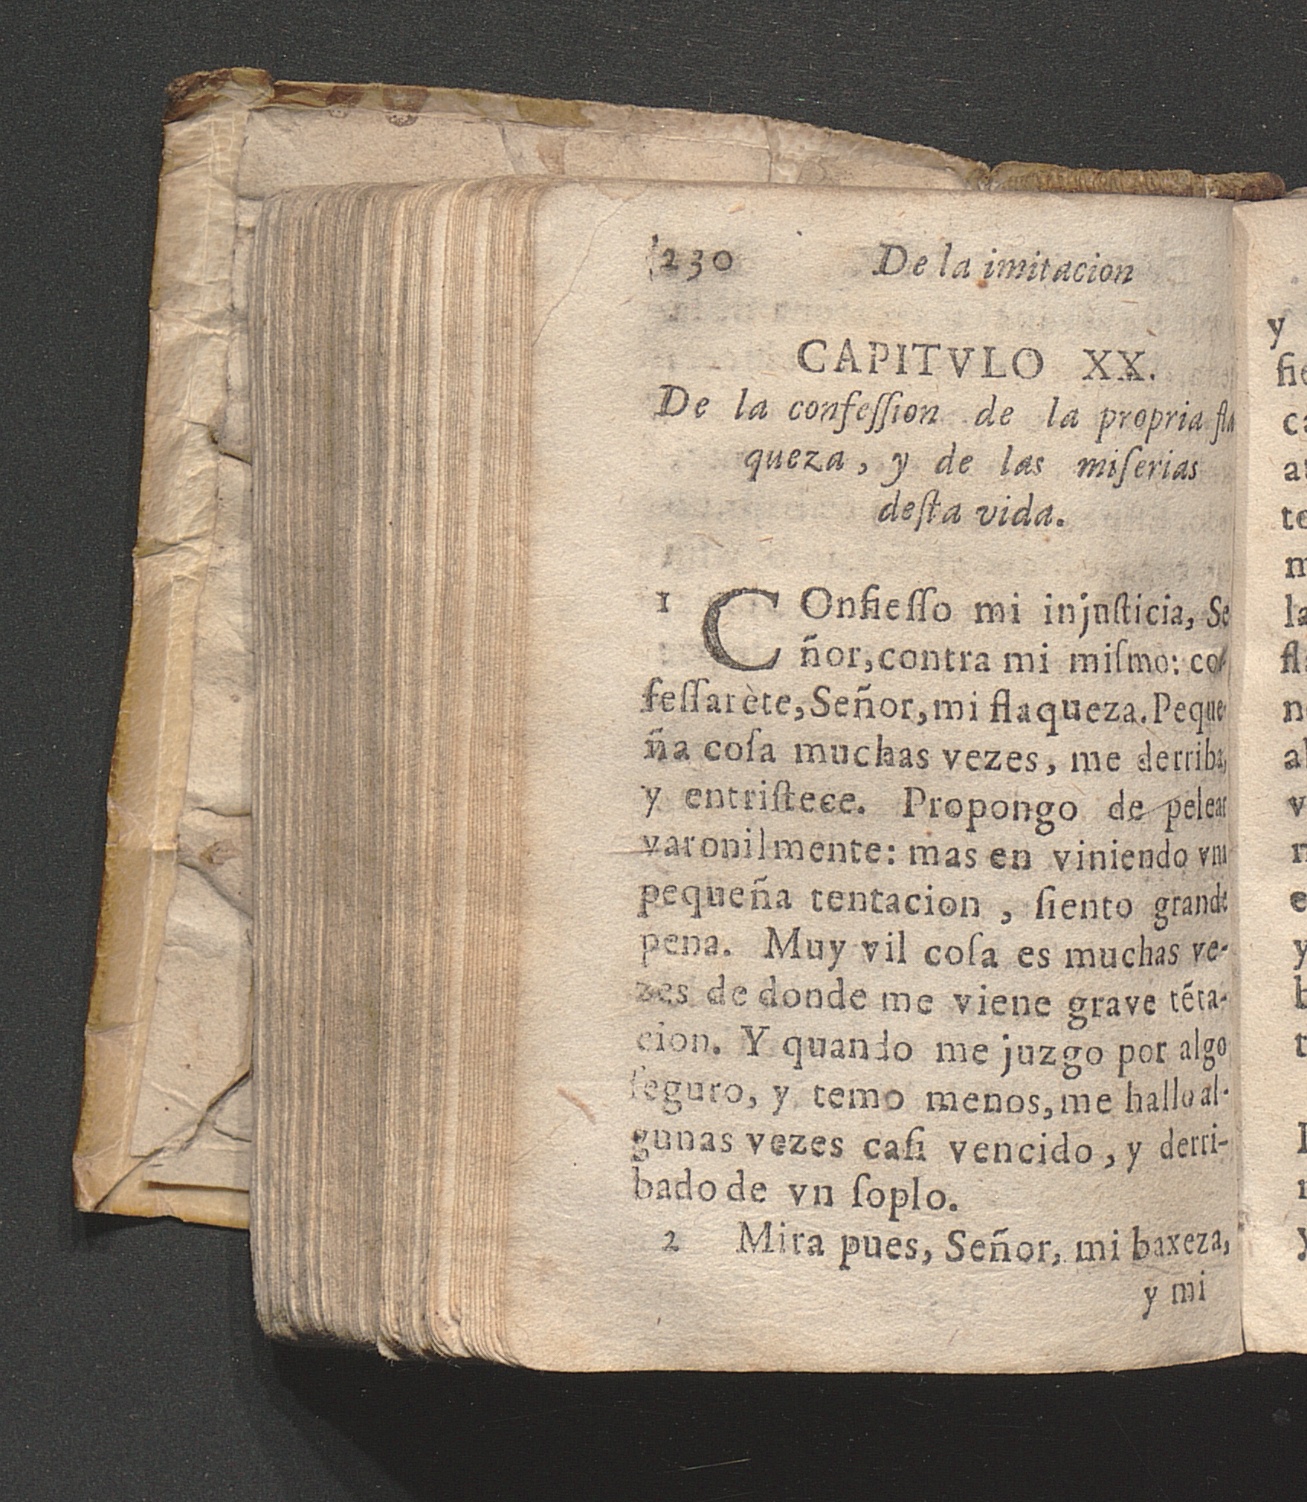 230 De la imitacion
CAPITVLO XX.
De la confeſſion de la propria fla
queza, y de las miſerias
deſta vida.
1 COnfieſſo mi injuſticia, Se
ñor, contra mi miſmo: con-
feſſarète, Señor, mi flaqueza. Peque
ña coſa muchas vezes, me derriba,
y entriſtece. Propongo de pelear
varonilmente: mas en viniendo vna
pequeña tentacion, ſiento grande
pena. Muy vil coſa es muchas ve-
zes de donde me viene grave tẽta-
cion. Y quando me juzgo por algo
ſeguro, y temo menos, me hallo al-
gunas vezes caſi vencido, y derri-
bado de vn ſoplo.
2 Mira pues, Señor, mi baxeza,
y mi